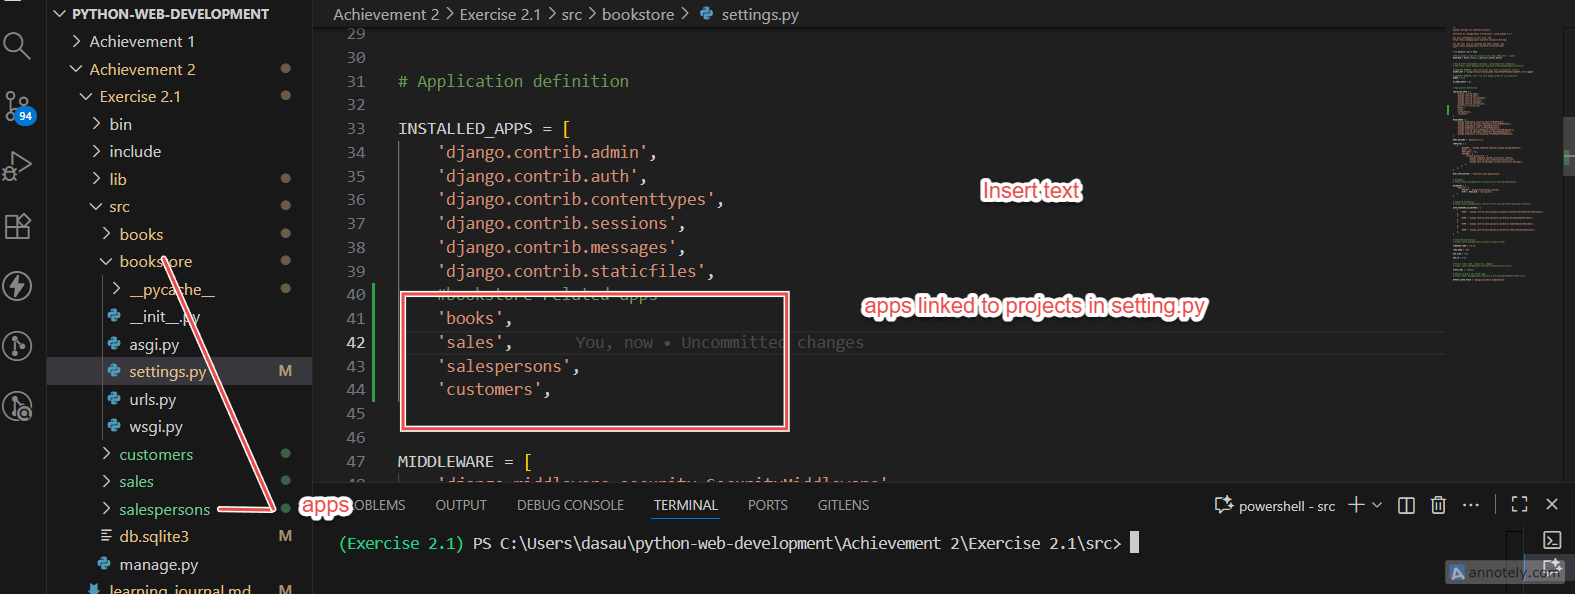 PYTHON-WEB-DEVELOPMENT
Achievement 1
Achievement 2
Exercise 2.1
bin
include
lib
src
books
bookstore
__pycache__
__init__.py
asgi.py
settings.py M
urls.py
wsgi.py
customers
sales
salespersons
db.sqlite3 M
manage.py
learning_journal.md M
94
apps
Achievement 2 > Exercise 2.1 > src > bookstore > settings.py
29
30
31 # Application definition
32
33 INSTALLED_APPS = [
34 'django.contrib.admin',
35 'django.contrib.auth',
36 'django.contrib.contenttypes',
37 'django.contrib.sessions',
38 'django.contrib.messages',
39 'django.contrib.staticfiles',
40 #bookstore-related apps
41 'books',
42 'sales', You, now • Uncommitted changes
43 'salespersons',
44 'customers',
45
46
47 MIDDLEWARE = [
48 'django.middleware.security.SecurityMiddleware',
Insert text
apps linked to projects in setting.py
OBLEMS OUTPUT DEBUG CONSOLE TERMINAL PORTS GITLENS
powershell - src
(Exercise 2.1) PS C:\Users\dasau\python-web-development\Achievement 2\Exercise 2.1\src>
annotely.com